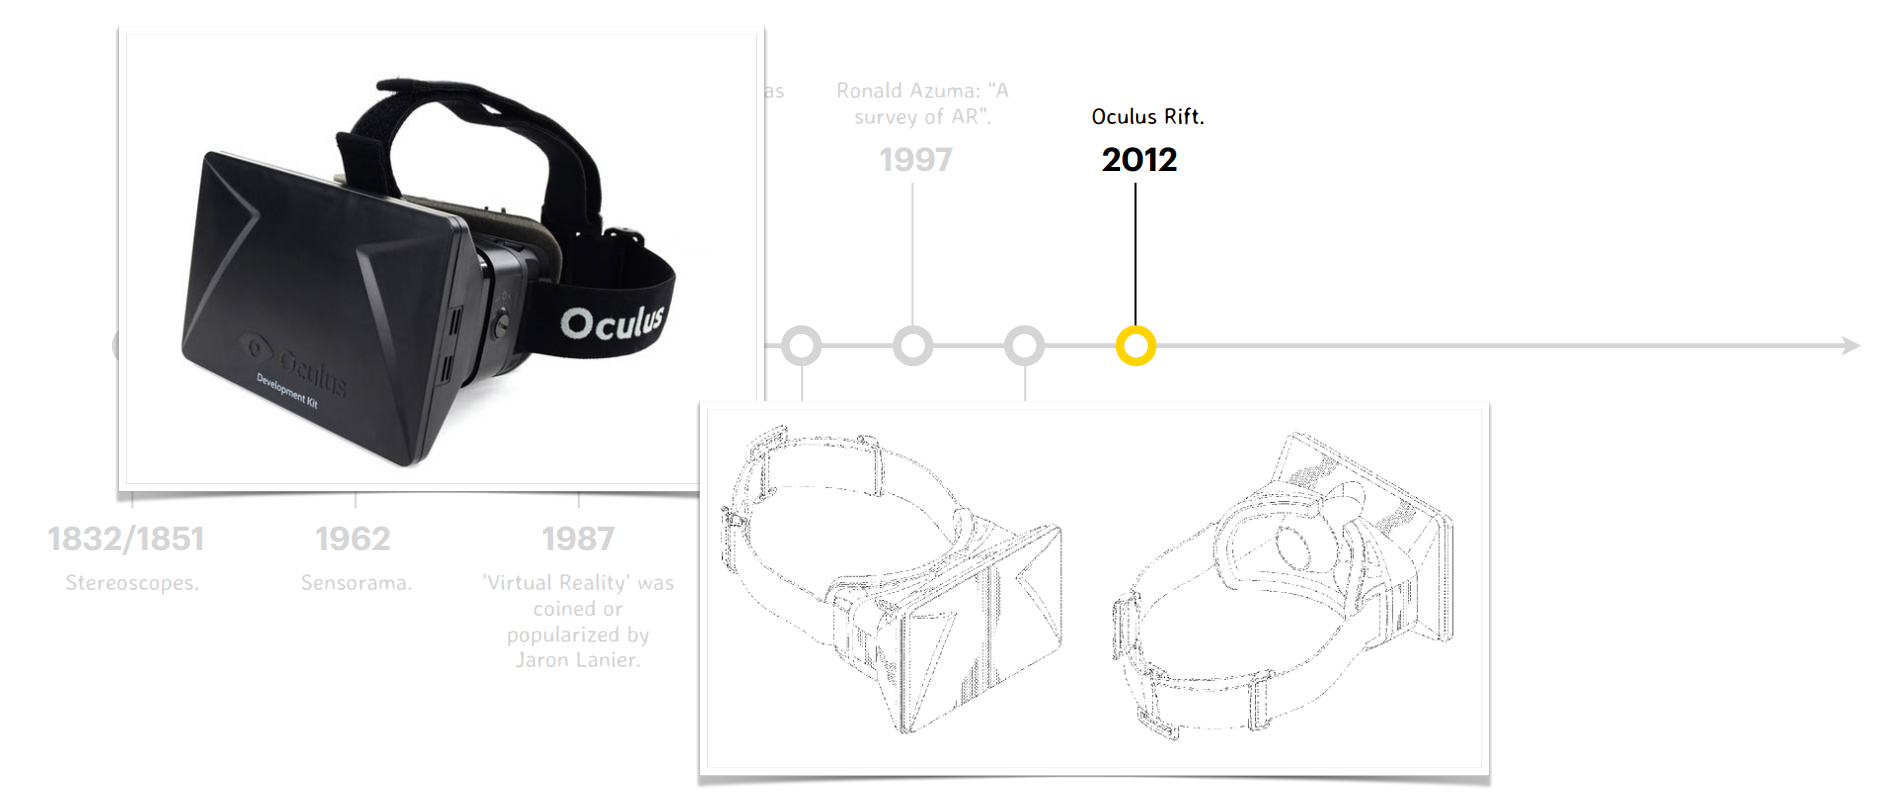 as
Ronald Azuma: “A
survey of AR”.
1997
Oculus Rift.
2012
Oculus
Oculus
Development Kit
1832/1851
Stereoscopes.
1962
Sensorama.
1987
'Virtual Reality' was
coined or
popularized by
Jaron Lanier.